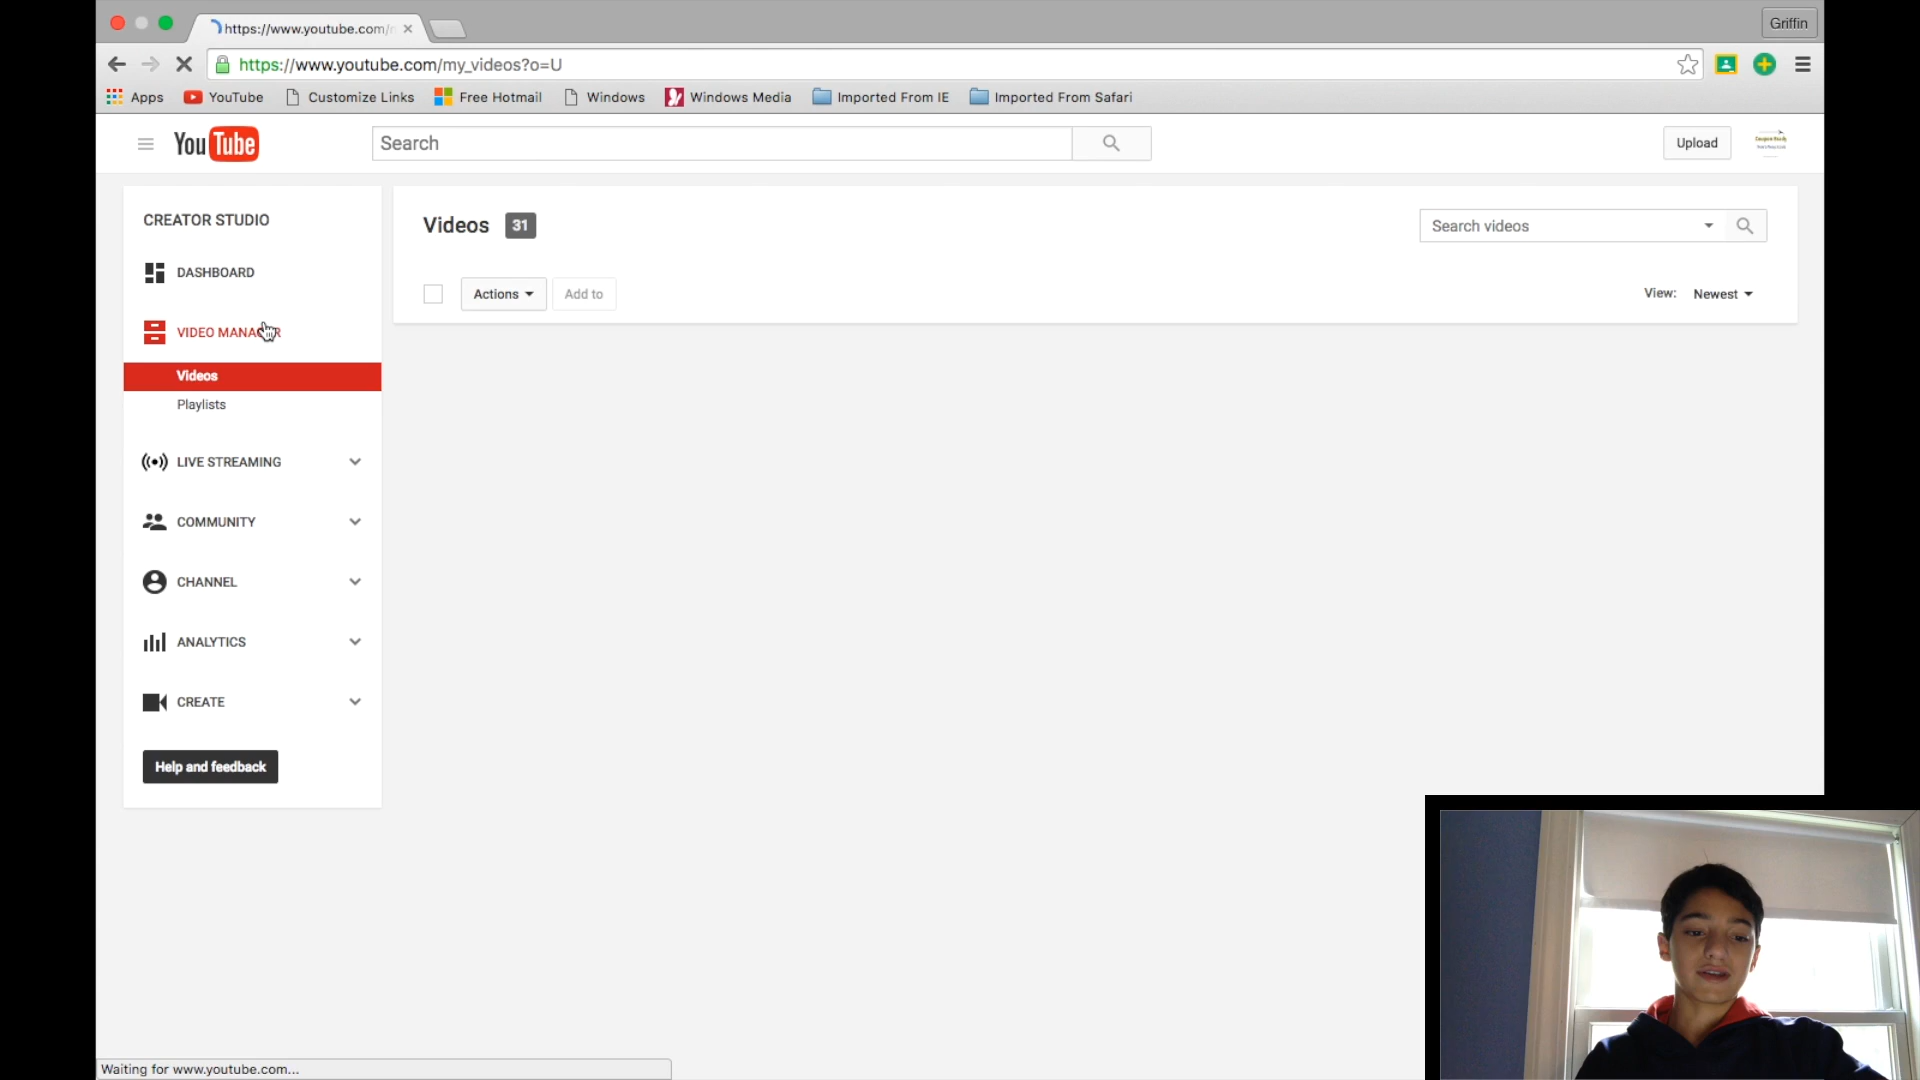 https://www.youtube.com/
Griffin
https://www.youtube.com/my_videos?o=U
Apps YouTube Customize Links Free Hotmail Windows Windows Media Imported From IE Imported From Safari
YouTube Search Upload
CREATOR STUDIO
Videos 31
Search videos
DASHBOARD
Actions Add to
View: Newest
VIDEO MANAGER
Videos
Playlists
LIVE STREAMING
COMMUNITY
CHANNEL
ANALYTICS
CREATE
Help and feedback
Waiting for www.youtube.com...